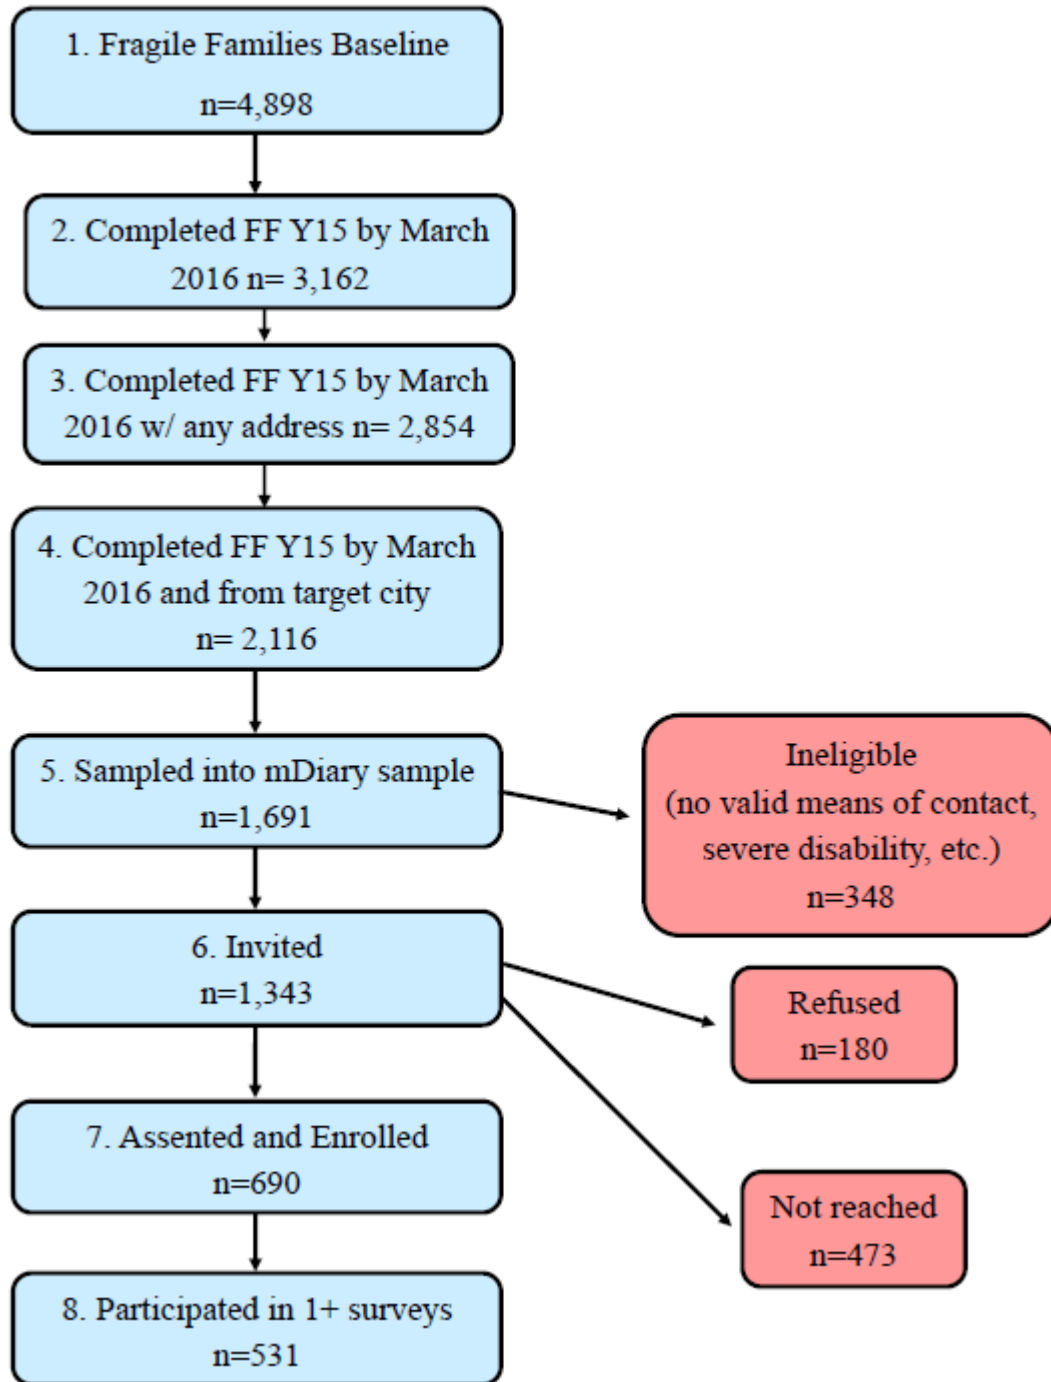 1. Fragile Families Baseline
n=4,898
2. Completed FF Y15 by March
2016 n= 3,162
3. Completed FF Y15 by March
2016 w/ any address n= 2,854
4. Completed FF Y15 by March
2016 and from target city
n= 2,116
5. Sampled into mDiary sample
n=1,691
Ineligible
(no valid means of contact,
severe disability, etc.)
n=348
6. Invited
n=1,343
Refused
n=180
7. Assented and Enrolled
n=690
Not reached
n=473
8. Participated in 1+ surveys
n=531